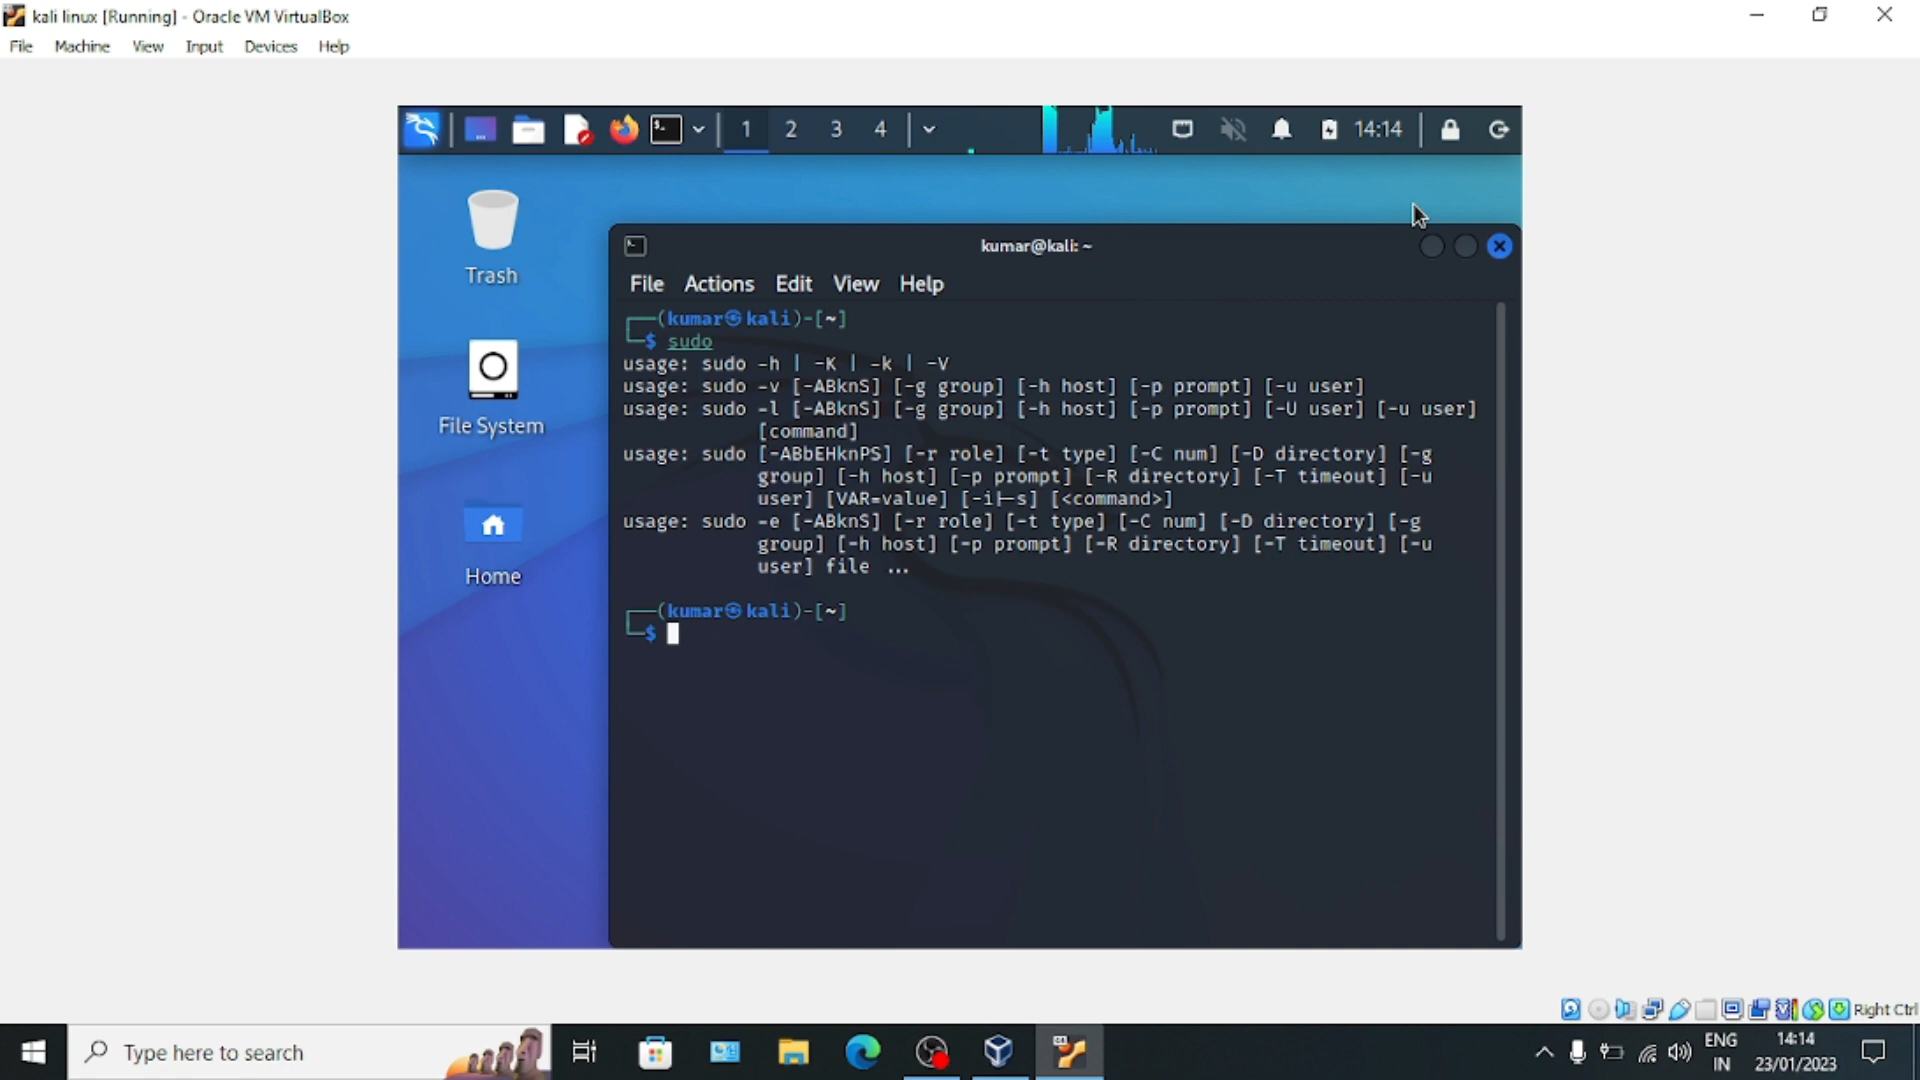 kali linux [Running] - Oracle VM VirtualBox
File Machine View Input Devices Help
1 2 3 4 14:14
Trash
File System
Home
kumar@kali: ~
File Actions Edit View Help
┌──(kumar㉿kali)-[~]
└─$ sudo
usage: sudo -h | -K | -k | -V
usage: sudo -v [-ABknS] [-g group] [-h host] [-p prompt] [-u user]
usage: sudo -l [-ABknS] [-g group] [-h host] [-p prompt] [-U user] [-u user]
[command]
usage: sudo [-ABbEHknPS] [-r role] [-t type] [-C num] [-D directory] [-g
group] [-h host] [-p prompt] [-R directory] [-T timeout] [-u
user] [VAR=value] [-i|-s] [<command>]
usage: sudo -e [-ABknS] [-r role] [-t type] [-C num] [-D directory] [-g
group] [-h host] [-p prompt] [-R directory] [-T timeout] [-u
user] file ...
┌──(kumar㉿kali)-[~]
└─$
Right Ctrl
Type here to search
ENG
IN
14:14
23/01/2023